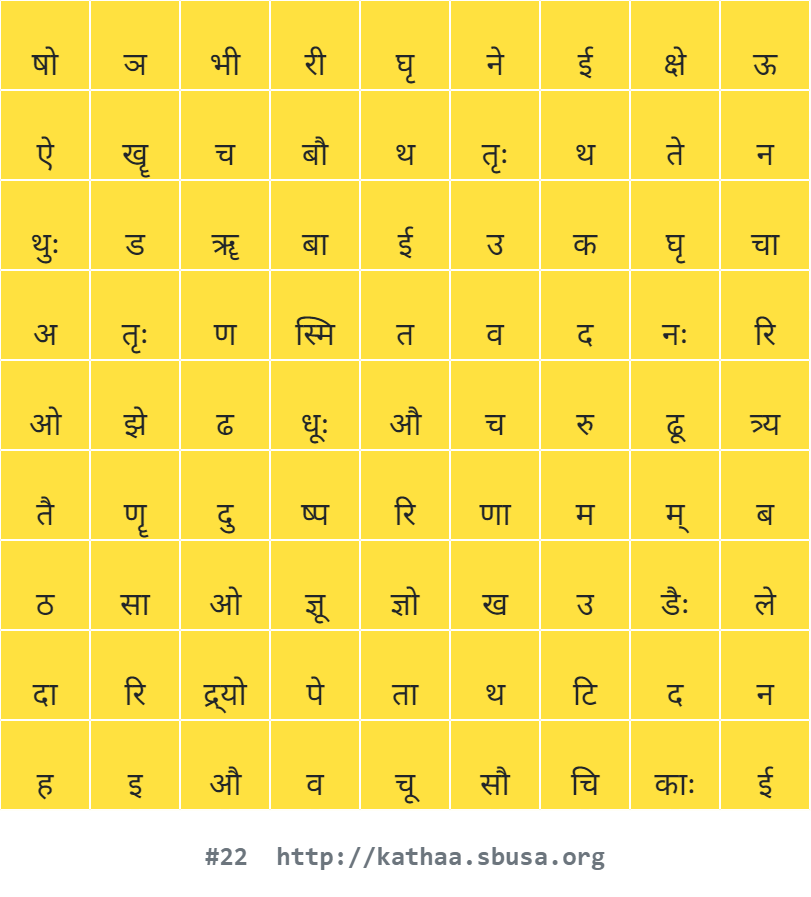 षो ञ भी री घृ ने ई क्षे ऊ
ऐ खॄ च बौ थ तृः थ ते न
थुः ड ॠ बा ई उ क घृ चा
अ तृः ण स्मि त व द नः रि
ओ झे ढ धूः औ च रु ढू त्र्य
तै णॄ दु ष्प रि णा म म् ब
ठ सा ओ ज्ञू ज्ञो ख उ डैः ले
दा रि द्र्यो पे ता थ टि द न
ह इ औ व चू सौ चि काः ई
#22 http://kathaa.sbusa.org